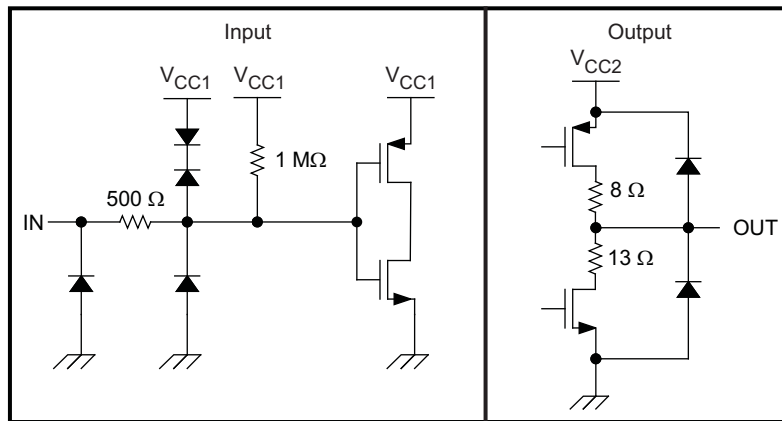 Input
VCC1
VCC1
VCC1
1 MΩ
500 Ω
IN
Output
VCC2
8 Ω
OUT
13 Ω